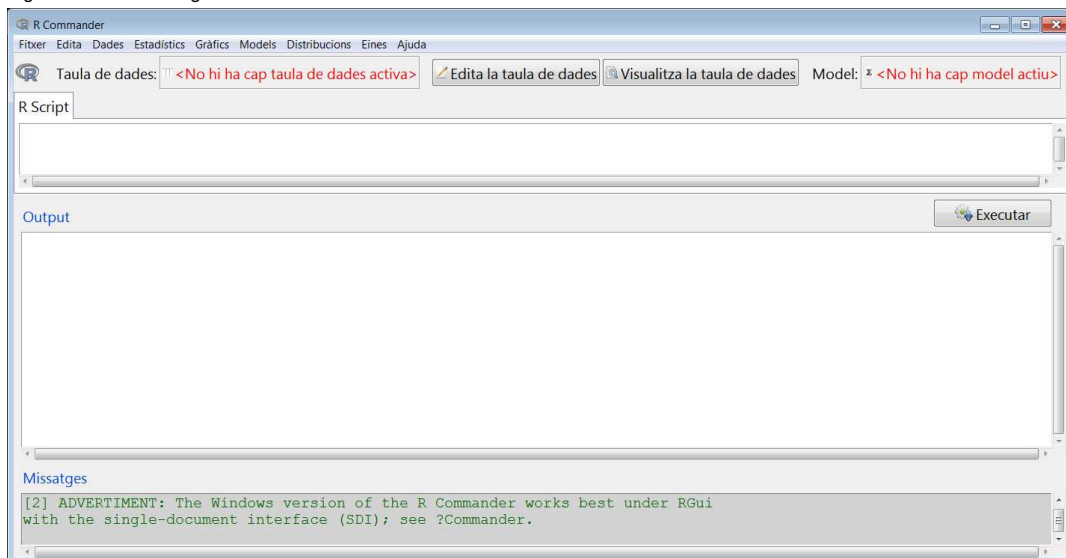 R Commander
Fitxer Edita Dades Estadístics Gràfics Models Distribucions Eines Ajuda
R Taula de dades: <No hi ha cap taula de dades activa> Edita la taula de dades Visualitza la taula de dades Model: Σ <No hi ha cap model actiu>
R Script
Output
Executar
Missatges
[2] ADVERTIMENT: The Windows version of the R Commander works best under RGui
with the single-document interface (SDI); see ?Commander.